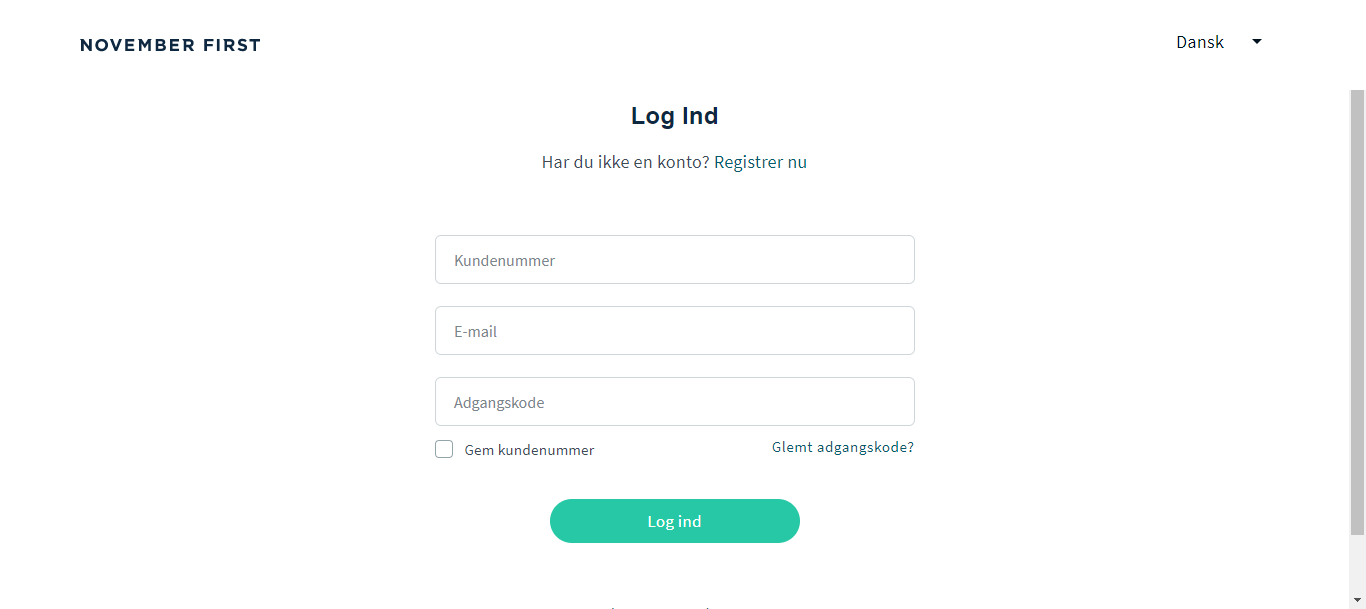 NOVEMBER FIRST
Dansk
Log Ind
Har du ikke en konto? Registrer nu
Kundenummer
E-mail
Adgangskode
Gem kundenummer
Glemt adgangskode?
Log ind